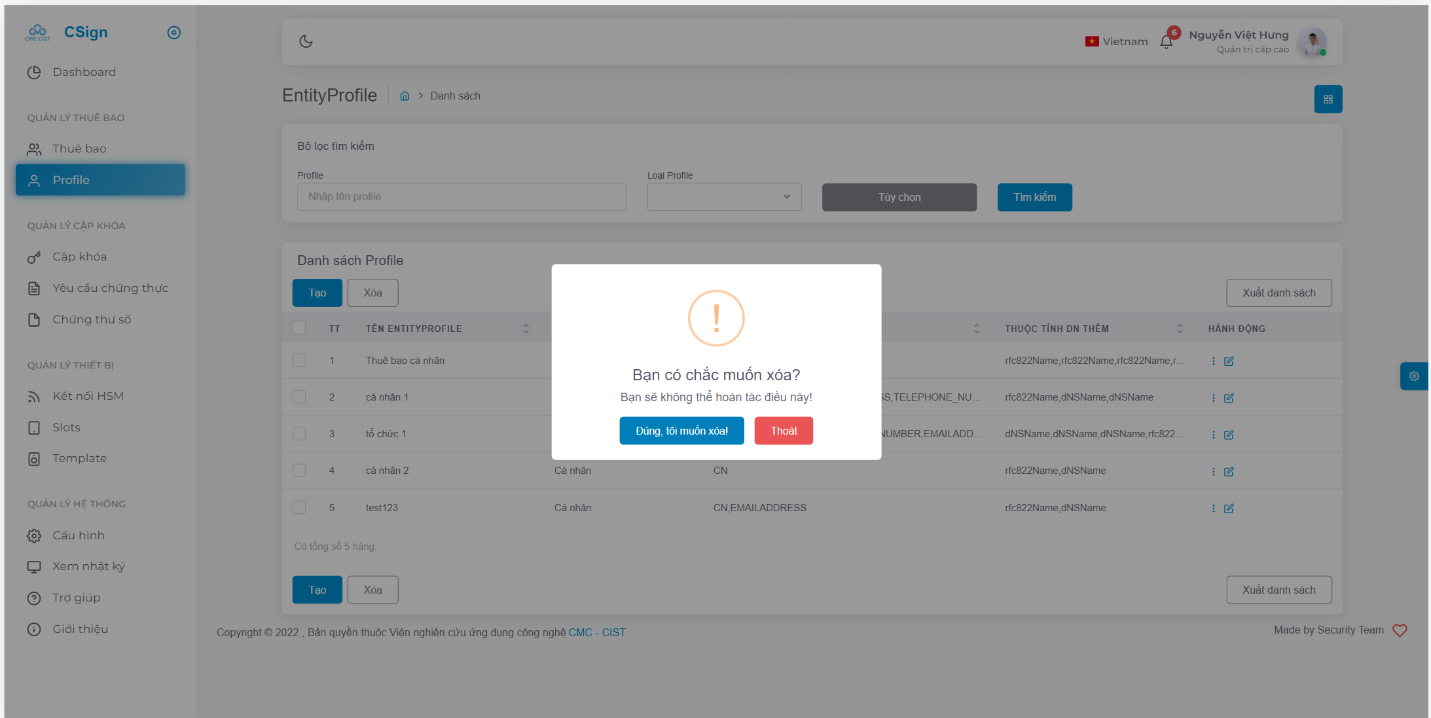 CMC CIST
CSign
Dashboard
QUẢN LÝ THUÊ BAO
Thuê bao
Profile
QUẢN LÝ CẶP KHÓA
Cặp khóa
Yêu cầu chứng thực
Chứng thư số
QUẢN LÝ THIẾT BỊ
Kết nối HSM
Slots
Template
QUẢN LÝ HỆ THỐNG
Cấu hình
Xem nhật ký
Trợ giúp
Giới thiệu
Vietnam
6
Nguyễn Việt Hưng
Quản trị cấp cao
EntityProfile
> Danh sách
Bộ lọc tìm kiếm
Profile
Loại Profile
Nhập tên profile
Tùy chọn
Tìm kiếm
Danh sách Profile
Tạo
Xóa
Xuất danh sách
TT TÊN ENTITYPROFILE THUỘC TÍNH DN THÊM HÀNH ĐỘNG
1 Thuê bao cá nhân rfc822Name,rfc822Name,rfc822Name,r...
2 cá nhân 1 SS,TELEPHONE_NU... rfc822Name,dNSName,dNSName
3 tổ chức 1 NUMBER,EMAILADD... dNSName,dNSName,dNSName,rfc822...
4 cá nhân 2 Cá nhân CN rfc822Name,dNSName
5 test123 Cá nhân CN,EMAILADDRESS rfc822Name,dNSName
Có tổng số 5 hàng.
Tạo
Xóa
Xuất danh sách
!
Bạn có chắc muốn xóa?
Bạn sẽ không thể hoàn tác điều này!
Đúng, tôi muốn xóa!
Thoát
Copyright © 2022 , Bản quyền thuộc Viện nghiên cứu ứng dụng công nghệ CMC - CIST
Made by Security Team